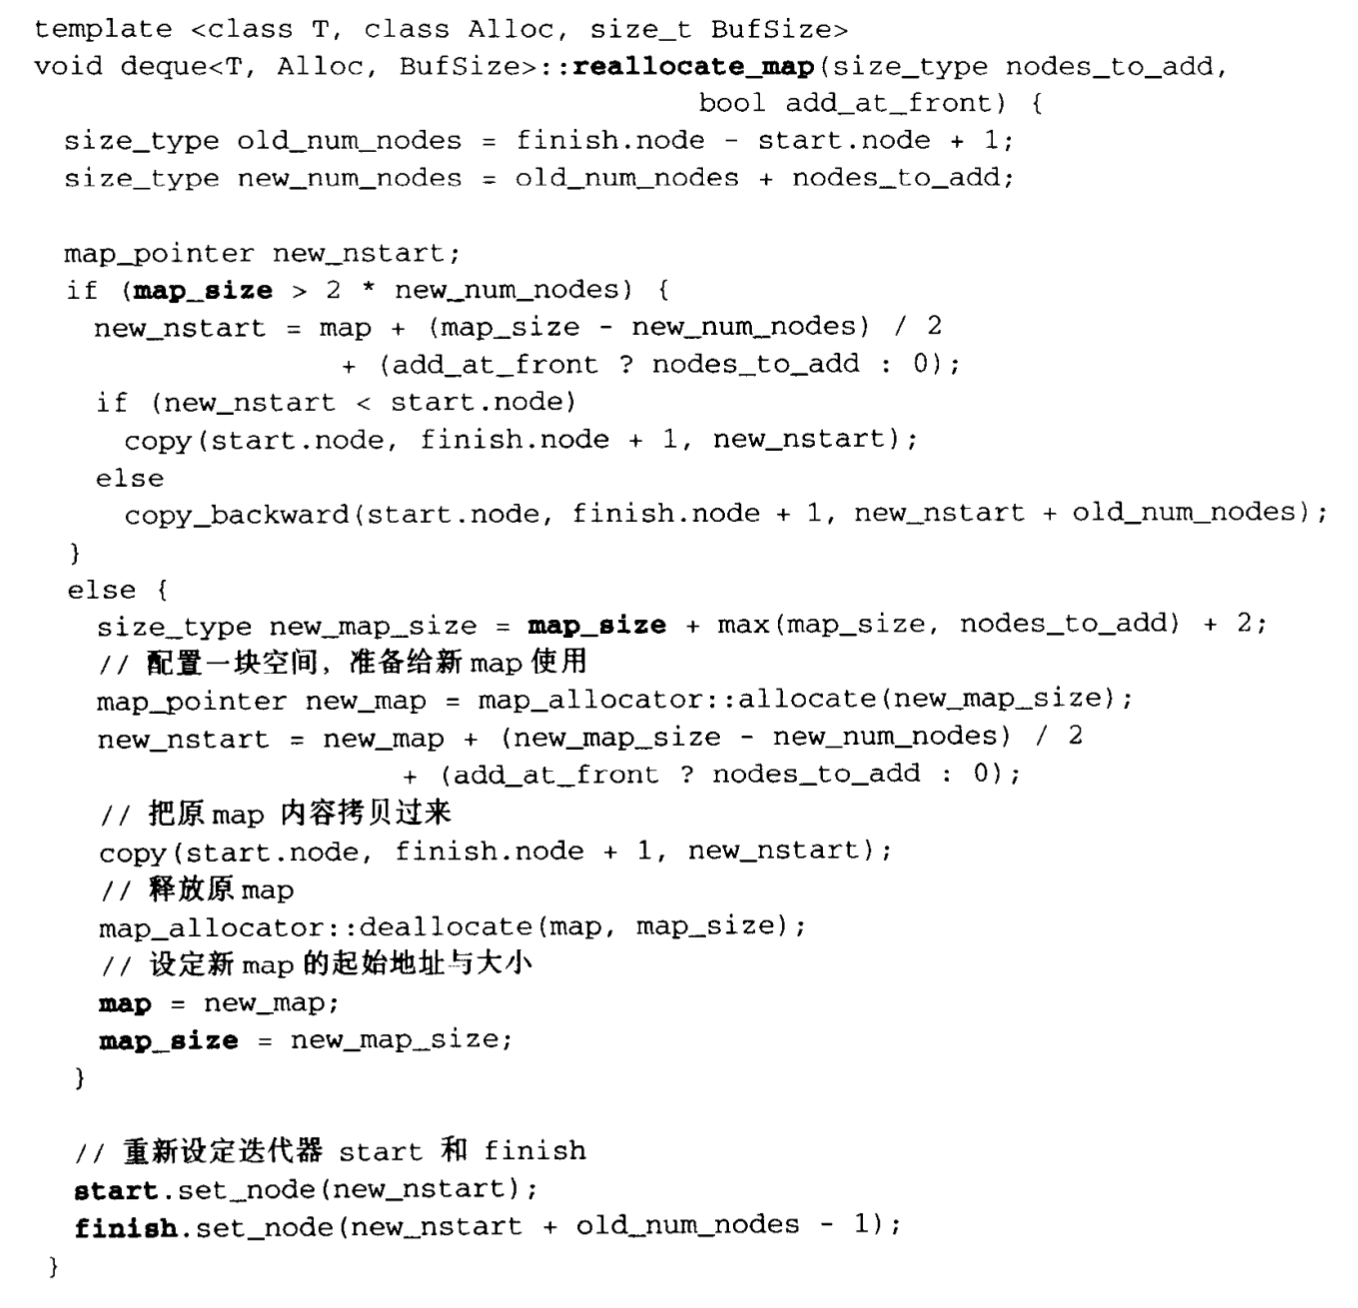 template <class T, class Alloc, size_t BufSize>
void deque<T, Alloc, BufSize>::reallocate_map(size_type nodes_to_add,
bool add_at_front) {
size_type old_num_nodes = finish.node - start.node + 1;
size_type new_num_nodes = old_num_nodes + nodes_to_add;
map_pointer new_nstart;
if (map_size > 2 * new_num_nodes) {
new_nstart = map + (map_size - new_num_nodes) / 2
+ (add_at_front ? nodes_to_add : 0);
if (new_nstart < start.node)
copy(start.node, finish.node + 1, new_nstart);
else
copy_backward(start.node, finish.node + 1, new_nstart + old_num_nodes);
}
else {
size_type new_map_size = map_size + max(map_size, nodes_to_add) + 2;
// 配置一块空间，准备给新 map 使用
map_pointer new_map = map_allocator::allocate(new_map_size);
new_nstart = new_map + (new_map_size - new_num_nodes) / 2
+ (add_at_front ? nodes_to_add : 0);
// 把原 map 内容拷贝过来
copy(start.node, finish.node + 1, new_nstart);
// 释放原 map
map_allocator::deallocate(map, map_size);
// 设定新 map 的起始地址与大小
map = new_map;
map_size = new_map_size;
}
// 重新设定迭代器 start 和 finish
start.set_node(new_nstart);
finish.set_node(new_nstart + old_num_nodes - 1);
}